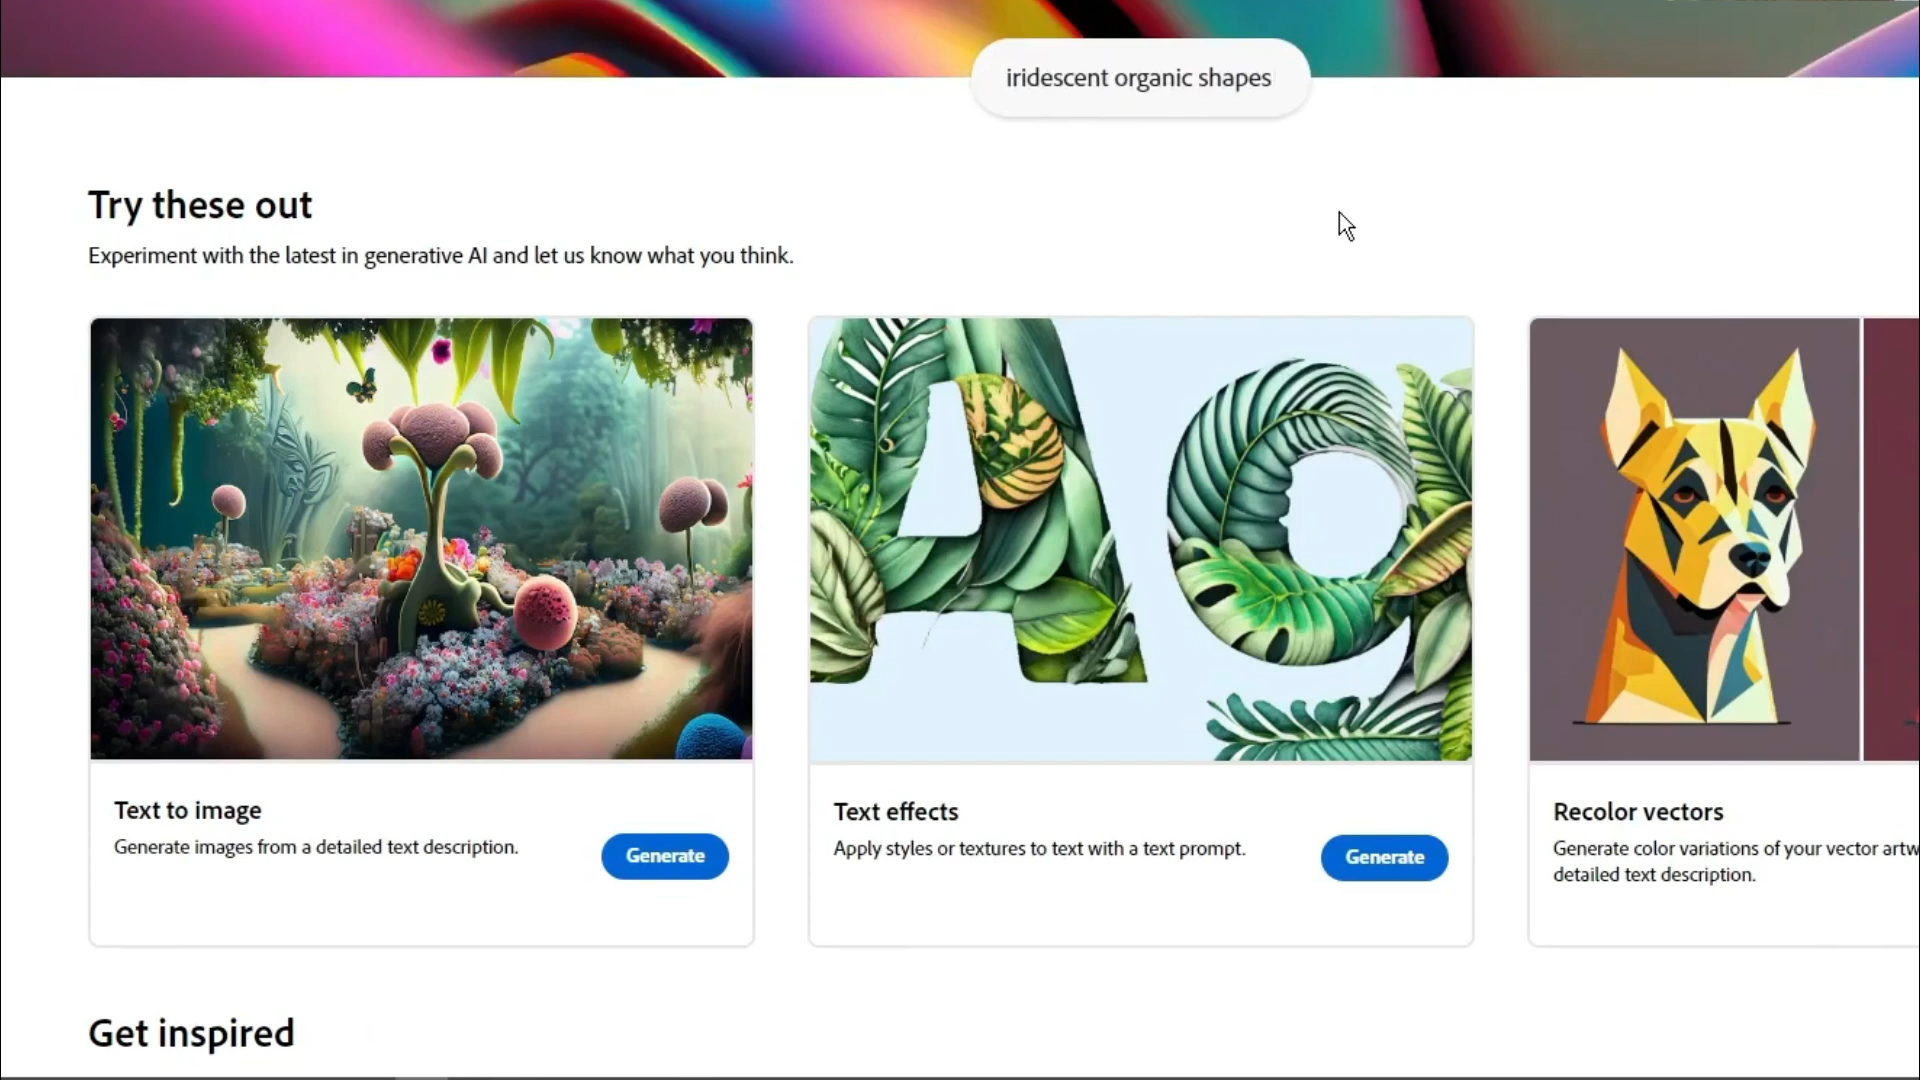 iridescent organic shapes
Try these out
Experiment with the latest in generative AI and let us know what you think.
Ag
Text to image
Generate images from a detailed text description.
Generate
Text effects
Apply styles or textures to text with a text prompt.
Generate
Recolor vectors
Generate color variations of your vector
detailed text description.
Get inspired